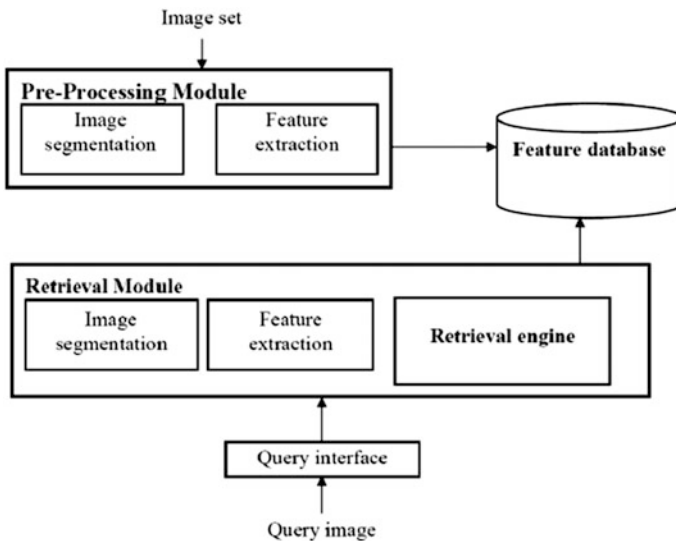 Image set
Pre-Processing Module
Image
segmentation
Feature
extraction
Feature database
Retrieval Module
Image
segmentation
Feature
extraction
Retrieval engine
Query interface
Query image